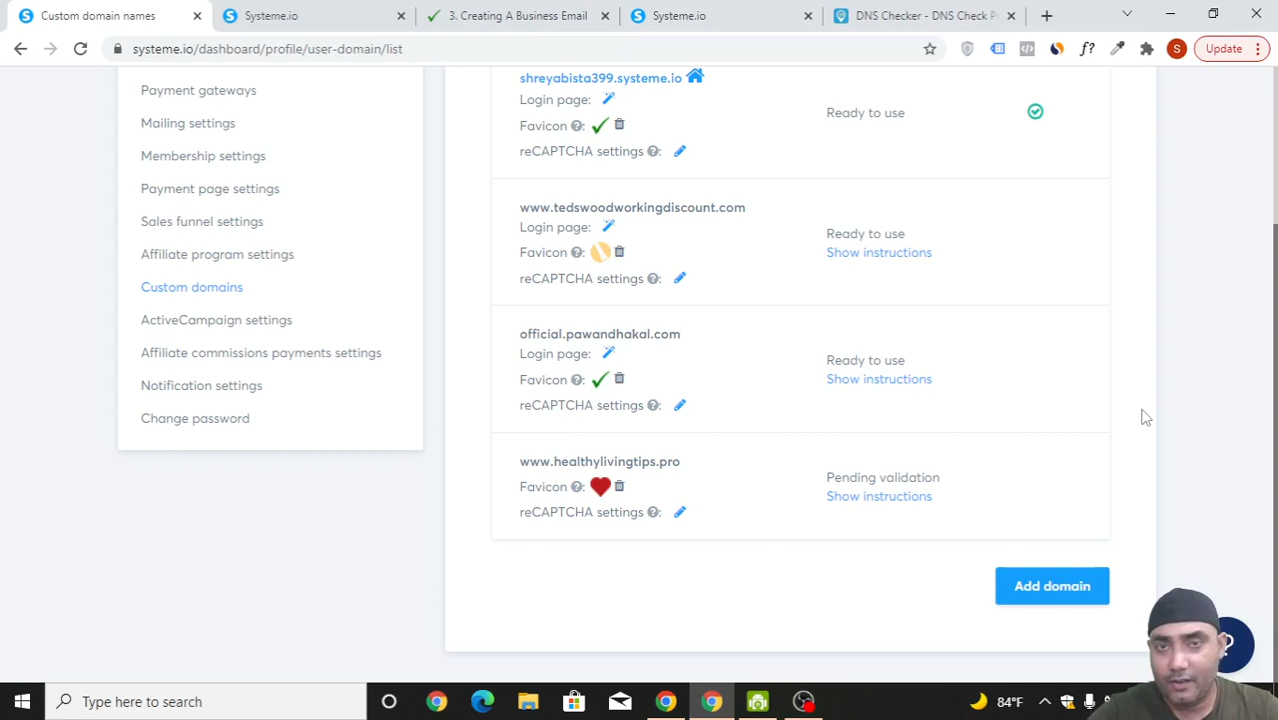 Custom domain names
Systeme.io
3. Creating A Business Email
Systeme.io
DNS Checker - DNS Check P
systeme.io/dashboard/profile/user-domain/list
f?
S
Update
Payment gateways
Mailing settings
Membership settings
Payment page settings
Sales funnel settings
Affiliate program settings
Custom domains
ActiveCampaign settings
Affiliate commissions payments settings
Notification settings
Change password
shreyabista399.systeme.io
Login page:
Favicon ?:
reCAPTCHA settings ?:
Ready to use
www.tedswoodworkingdiscount.com
Login page:
Favicon ?:
reCAPTCHA settings ?:
Ready to use
Show instructions
official.pawandhakal.com
Login page:
Favicon ?:
reCAPTCHA settings ?:
Ready to use
Show instructions
www.healthylivingtips.pro
Favicon ?:
reCAPTCHA settings ?:
Pending validation
Show instructions
Add domain
?
Type here to search
84°F